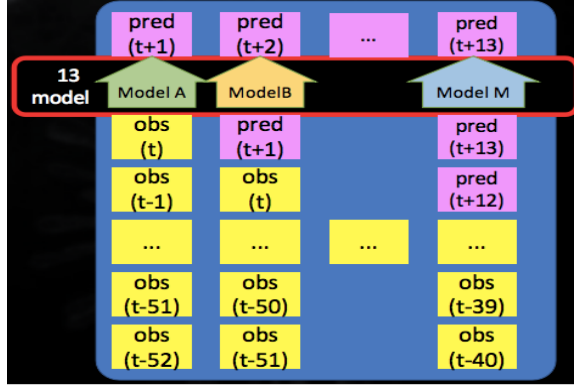 pred pred pred
(t+1) (t+2) ... (t+13)
13
model
Model A ModelB Model M
obs pred pred
(t) (t+1) (t+13)
obs obs pred
(t-1) (t) (t+12)
... ... ... ...
obs obs obs
(t-51) (t-50) (t-39)
obs obs obs
(t-52) (t-51) (t-40)